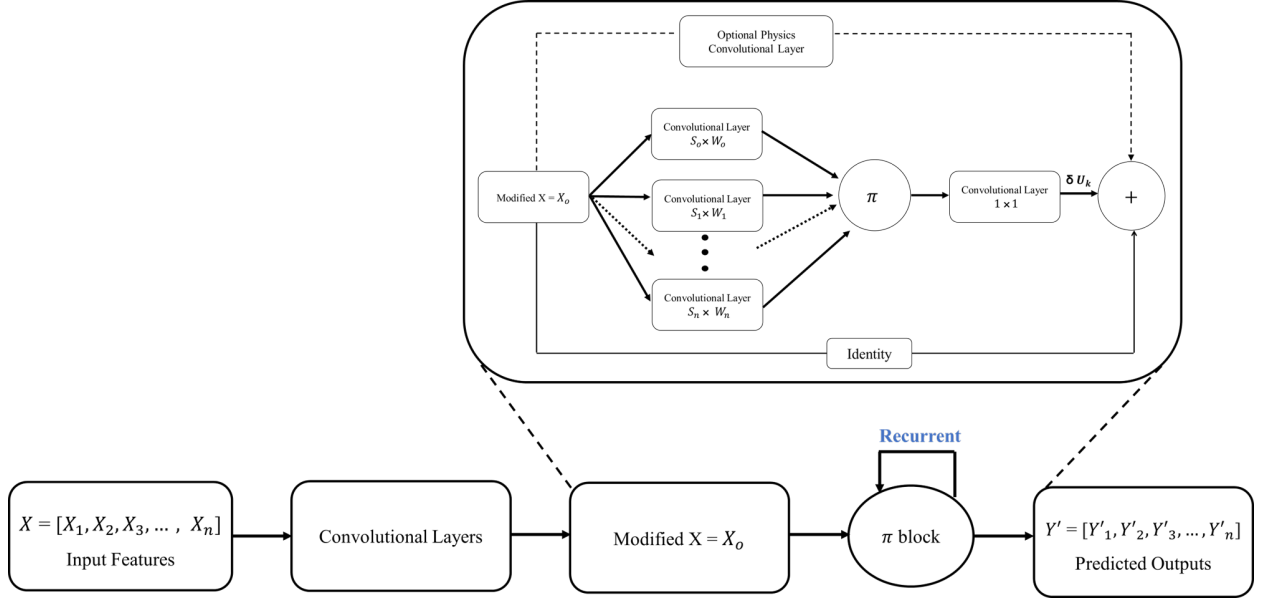 Optional Physics
Convolutional Layer
Convolutional Layer
S_o × W_o
Modified X = X_o
Convolutional Layer
S_1 × W_1
π
Convolutional Layer
1 × 1
δ U_k
+
Convolutional Layer
S_n × W_n
Identity
Recurrent
X = [X_1, X_2, X_3, … , X_n]
Input Features
Convolutional Layers
Modified X = X_o
π block
Y' = [Y'_1, Y'_2, Y'_3, …, Y'_n]
Predicted Outputs